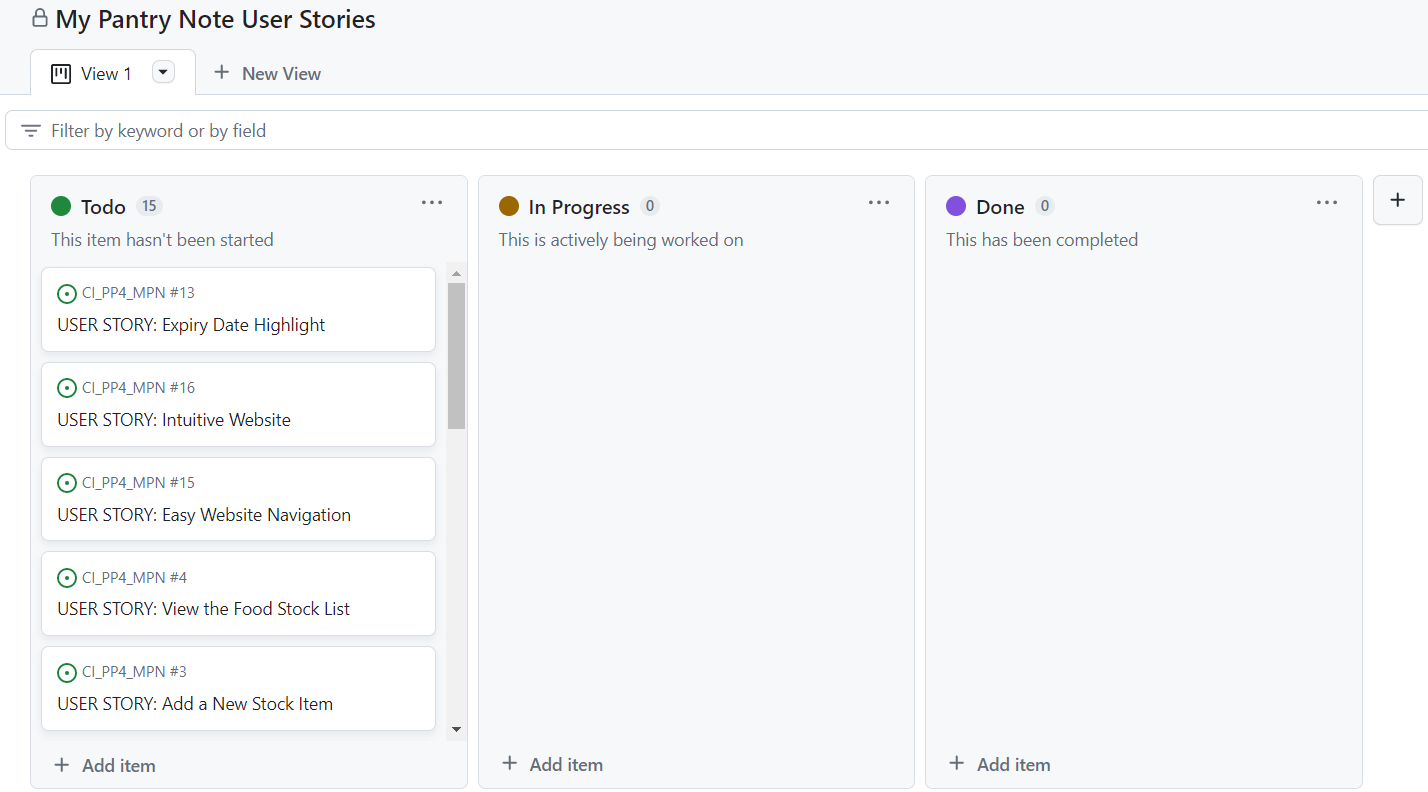 My Pantry Note User Stories
View 1
New View
Filter by keyword or by field
Todo 15
This item hasn't been started
CI_PP4_MPN #13
USER STORY: Expiry Date Highlight
CI_PP4_MPN #16
USER STORY: Intuitive Website
CI_PP4_MPN #15
USER STORY: Easy Website Navigation
CI_PP4_MPN #4
USER STORY: View the Food Stock List
CI_PP4_MPN #3
USER STORY: Add a New Stock Item
Add item
In Progress 0
This is actively being worked on
Add item
Done 0
This has been completed
Add item